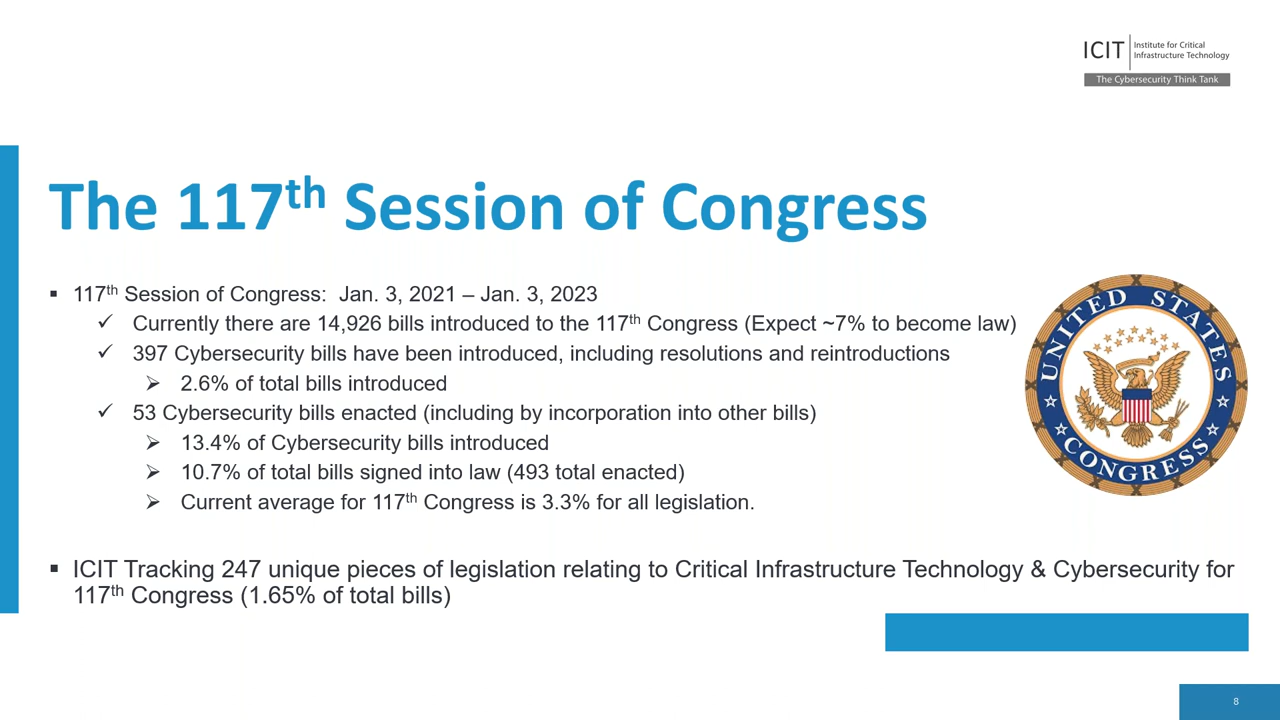 ICIT
Institute for Critical
Infrastructure Technology
The Cybersecurity Think Tank
The 117th Session of Congress
▪ 117th Session of Congress: Jan. 3, 2021 – Jan. 3, 2023
✓ Currently there are 14,926 bills introduced to the 117th Congress (Expect ~7% to become law)
✓ 397 Cybersecurity bills have been introduced, including resolutions and reintroductions
➢ 2.6% of total bills introduced
✓ 53 Cybersecurity bills enacted (including by incorporation into other bills)
➢ 13.4% of Cybersecurity bills introduced
➢ 10.7% of total bills signed into law (493 total enacted)
➢ Current average for 117th Congress is 3.3% for all legislation.
UNITED STATES
CONGRESS
▪ ICIT Tracking 247 unique pieces of legislation relating to Critical Infrastructure Technology & Cybersecurity for
117th Congress (1.65% of total bills)
8